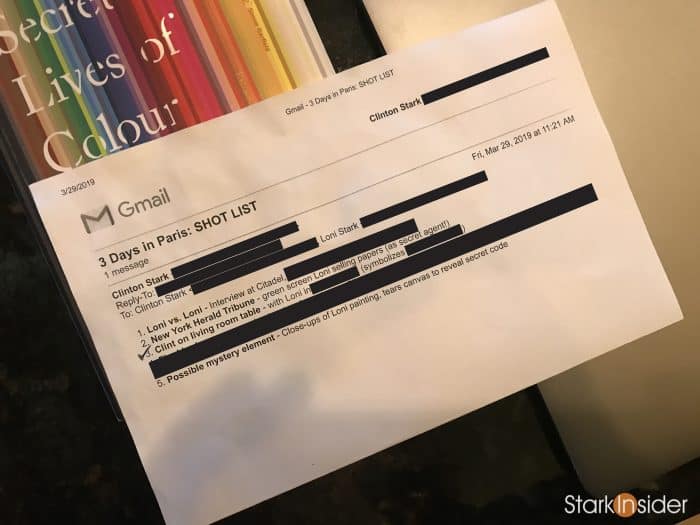 Secret
Lives of
Colour
3/29/2019
Gmail - 3 Days in Paris: SHOT LIST
Clinton Stark
Gmail
Fri, Mar 29, 2019 at 11:21 AM
3 Days in Paris: SHOT LIST
1 message
Clinton Stark
Reply-To:
To: Clinton Stark Loni Stark
1. Loni vs. Loni - Interview at Citadel,
2. New York Herald Tribune - green screen Loni selling papers (as secret agent!)
3. Clint on living room table - with Loni in (symbolizes )
5. Possible mystery element - Close-ups of Loni painting, tears canvas to reveal secret code
StarkInsider